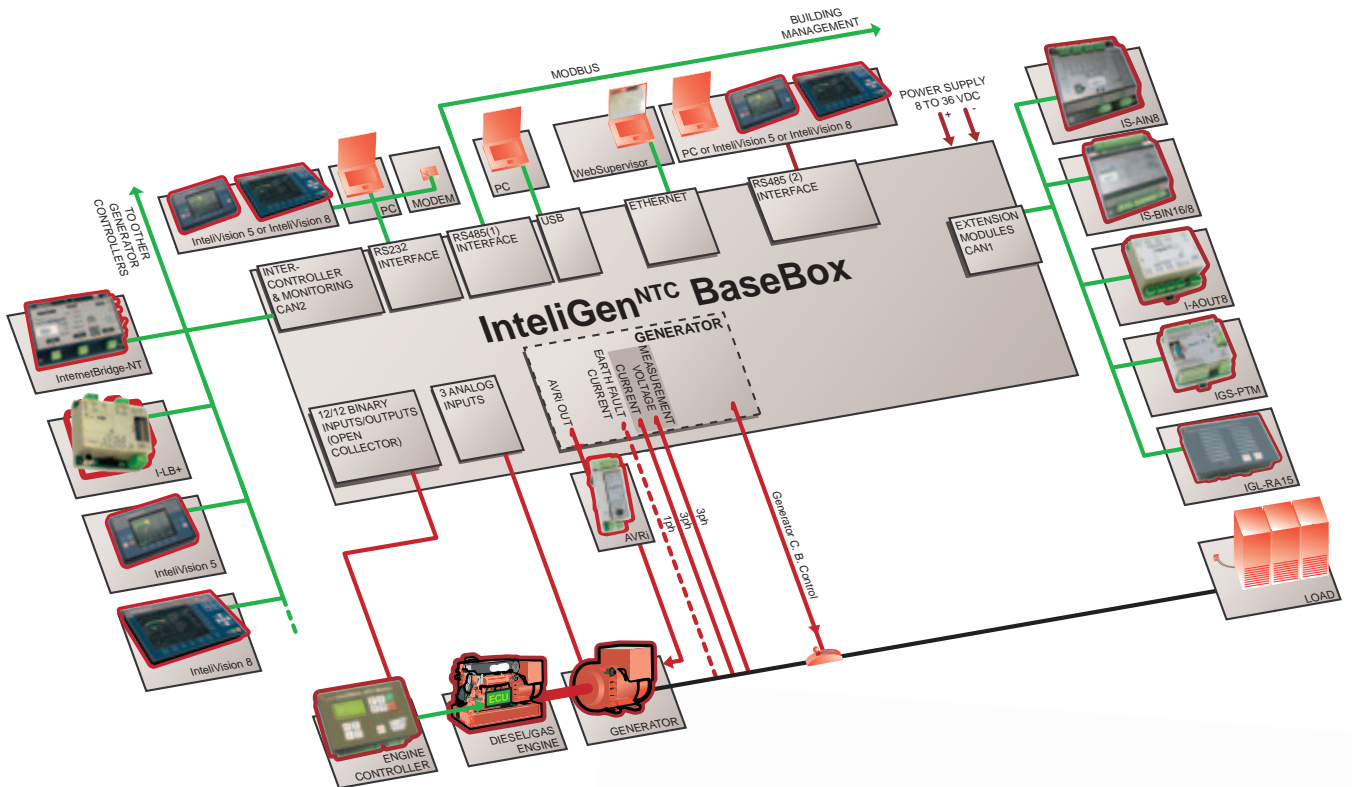 BUILDING
MANAGEMENT
MODBUS
POWER SUPPLY
8 TO 36 VDC
+ -
IS-AIN8
PC or InteliVision 5 or InteliVision 8
WebSupervisor
PC
MODEM
PC
InteliVision 5 or InteliVision 8
TO OTHER
GENERATOR
CONTROLLERS
IS-BIN16/8
RS485 (2)
INTERFACE
ETHERNET
USB
RS485(1)
INTERFACE
RS232
INTERFACE
INTER-
CONTROLLER
& MONITORING
CAN2
EXTENSION
MODULES
CAN1
InteliGen NTC BaseBox
I-AOUT8
InternetBridge-NT
GENERATOR
MEASUREMENT
VOLTAGE
CURRENT
EARTH FAULT
CURRENT
AVRi OUT
3 ANALOG
INPUTS
12/12 BINARY
INPUTS/OUTPUTS
(OPEN
COLLECTOR)
IGS-PTM
I-LB+
IGL-RA15
AVRi
1ph
3ph
3ph
Generator C. B. Control
InteliVision 5
LOAD
InteliVision 8
ECU
GENERATOR
DIESEL/GAS
ENGINE
ENGINE
CONTROLLER